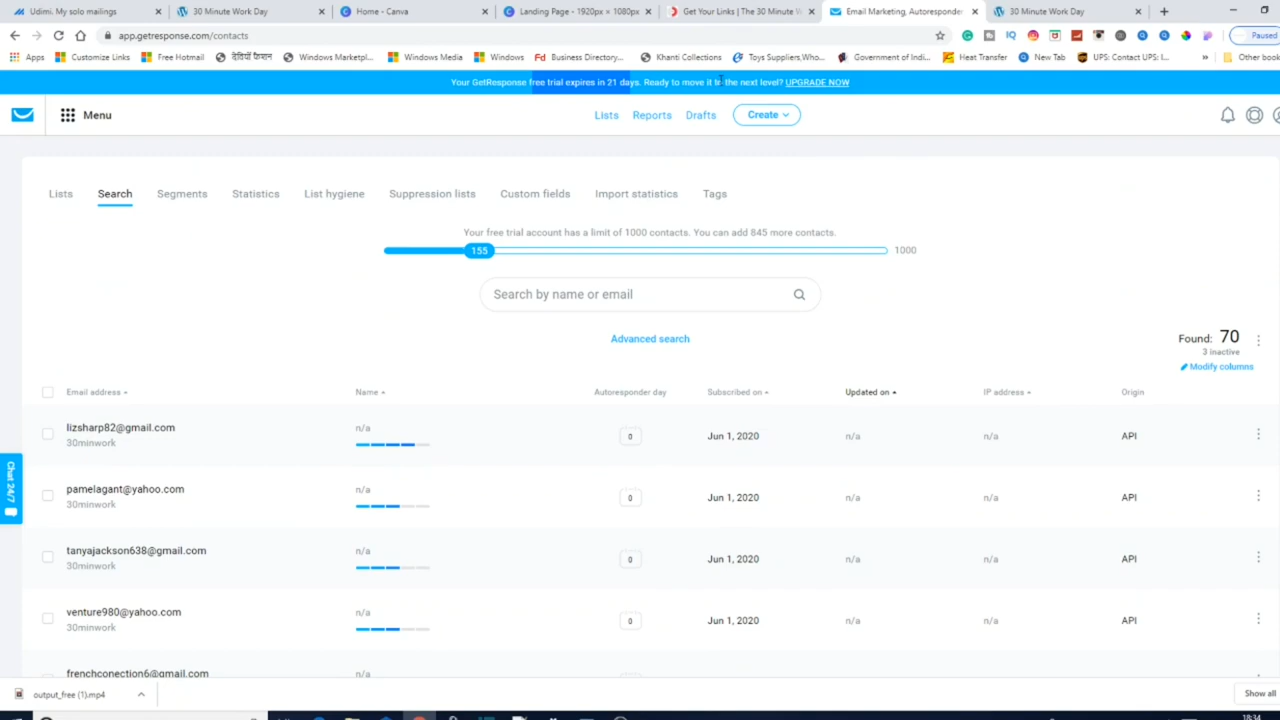 Udimi. My solo mailings
30 Minute Work Day
Home - Canva
Landing Page - 1920px × 1080px
Get Your Links | The 30 Minute W
Email Marketing, Autoresponder
30 Minute Work Day
app.getresponse.com/contacts
Paused
Apps
Customize Links
Free Hotmail
Windows Marketpl...
Windows Media
Windows
Business Directory...
Khanti Collections
Toys Suppliers,Who...
Government of Indi...
Heat Transfer
New Tab
UPS: Contact UPS: I...
Other book
Your GetResponse free trial expires in 21 days. Ready to move it to the next level? UPGRADE NOW
Menu
Lists
Reports
Drafts
Create
Lists
Search
Segments
Statistics
List hygiene
Suppression lists
Custom fields
Import statistics
Tags
Your free trial account has a limit of 1000 contacts. You can add 845 more contacts.
155
1000
Search by name or email
Advanced search
Found: 70
3 inactive
Modify columns
Email address
Name
Autoresponder day
Subscribed on
Updated on
IP address
Origin
lizsharp82@gmail.com
n/a
30minwork
0
Jun 1, 2020
n/a
n/a
API
pamelagant@yahoo.com
n/a
30minwork
0
Jun 1, 2020
n/a
n/a
API
tanyajackson638@gmail.com
n/a
30minwork
0
Jun 1, 2020
n/a
n/a
API
venture980@yahoo.com
n/a
30minwork
0
Jun 1, 2020
n/a
n/a
API
frenchconection6@gmail.com
n/a
Chat 24/7
output_free (1).mp4
Show all
18:34